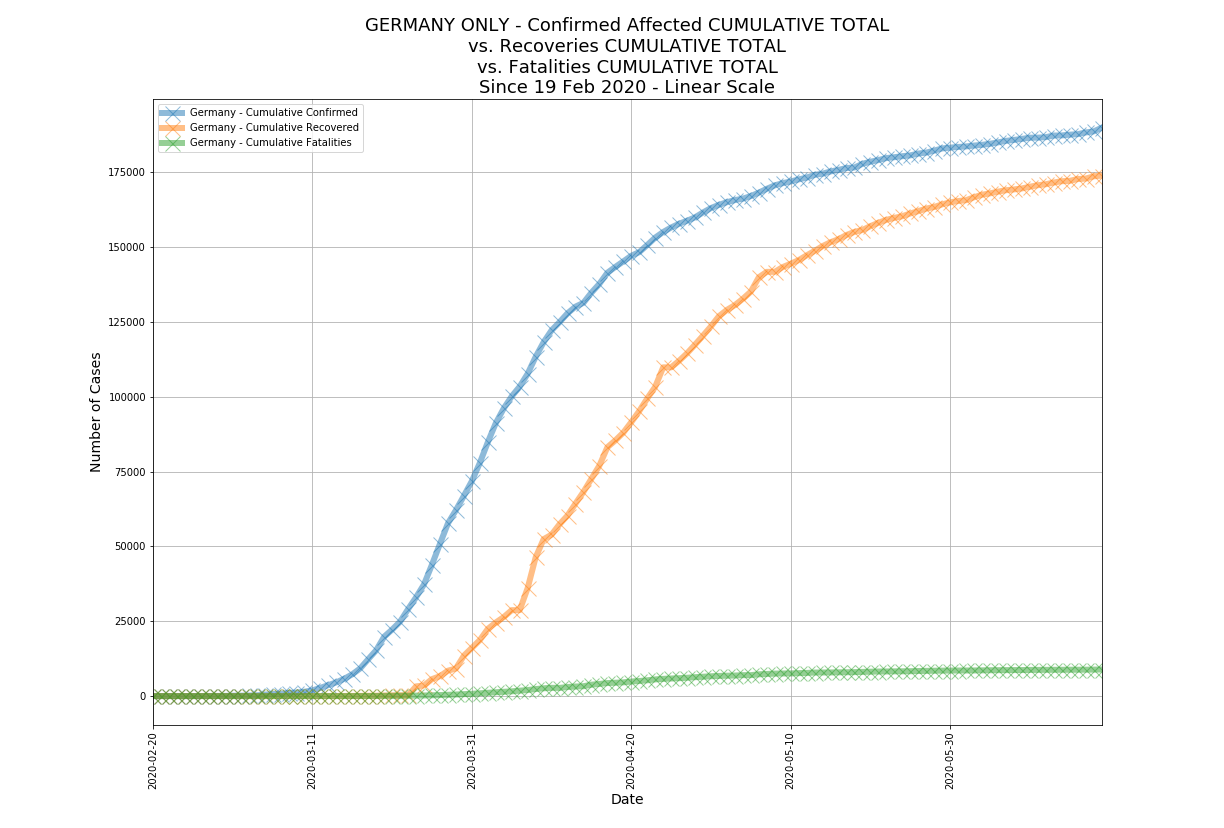 GERMANY ONLY - Confirmed Affected CUMULATIVE TOTAL
vs. Recoveries CUMULATIVE TOTAL
vs. Fatalities CUMULATIVE TOTAL
Since 19 Feb 2020 - Linear Scale
Germany - Cumulative Confirmed
Germany - Cumulative Recovered
Germany - Cumulative Fatalities
175000
150000
125000
100000
75000
50000
25000
0
Number of Cases
2020-02-20
2020-03-11
2020-03-31
2020-04-20
2020-05-10
2020-05-30
Date